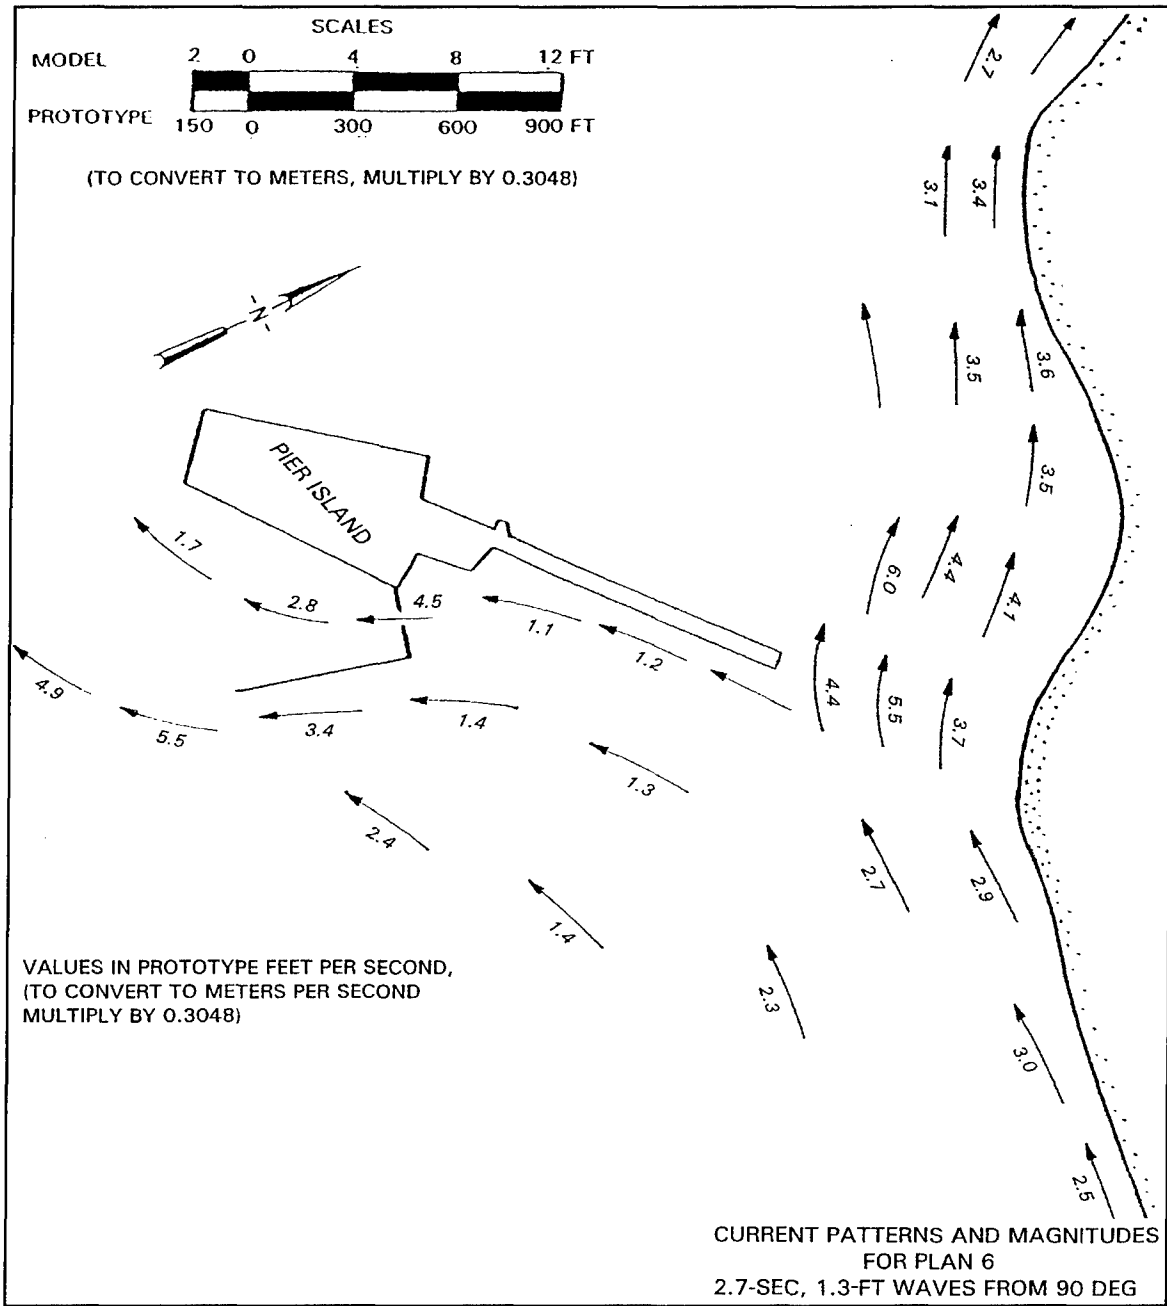 SCALES
MODEL 2 0 4 8 12 FT
PROTOTYPE 150 0 300 600 900 FT
(TO CONVERT TO METERS, MULTIPLY BY 0.3048)
2.7
3.1 3.4
-N-
3.5 3.6
PIER ISLAND
3.5
1.7
6.0 4.4 4.1
2.8 4.5 1.1
1.2
4.9 5.5 3.4 1.4
4.4 5.5 3.7
1.3
2.4
2.7 2.9
1.4
VALUES IN PROTOTYPE FEET PER SECOND,
(TO CONVERT TO METERS PER SECOND
MULTIPLY BY 0.3048)
2.3
3.0
2.5
CURRENT PATTERNS AND MAGNITUDES
FOR PLAN 6
2.7-SEC, 1.3-FT WAVES FROM 90 DEG